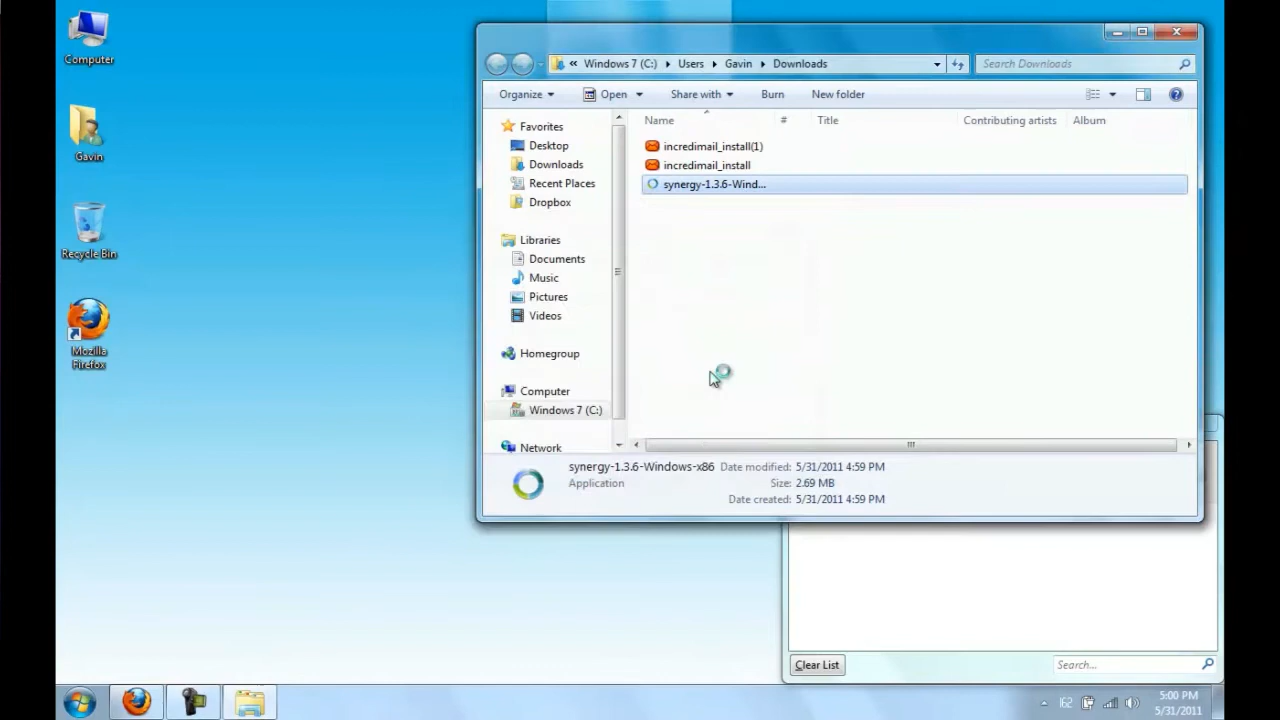 Computer
Gavin
Recycle Bin
Mozilla
Firefox
« Windows 7 (C:) Users Gavin Downloads
Search Downloads
Organize Open Share with Burn New folder
Name # Title Contributing artists Album
Favorites
Desktop
Downloads
Recent Places
Dropbox
Libraries
Documents
Music
Pictures
Videos
Homegroup
Computer
Windows 7 (C:)
Network
incredimail_install(1)
incredimail_install
synergy-1.3.6-Wind...
synergy-1.3.6-Windows-x86 Date modified: 5/31/2011 4:59 PM
Application Size: 2.69 MB
Date created: 5/31/2011 4:59 PM
Clear List
Search...
162
5:00 PM
5/31/2011